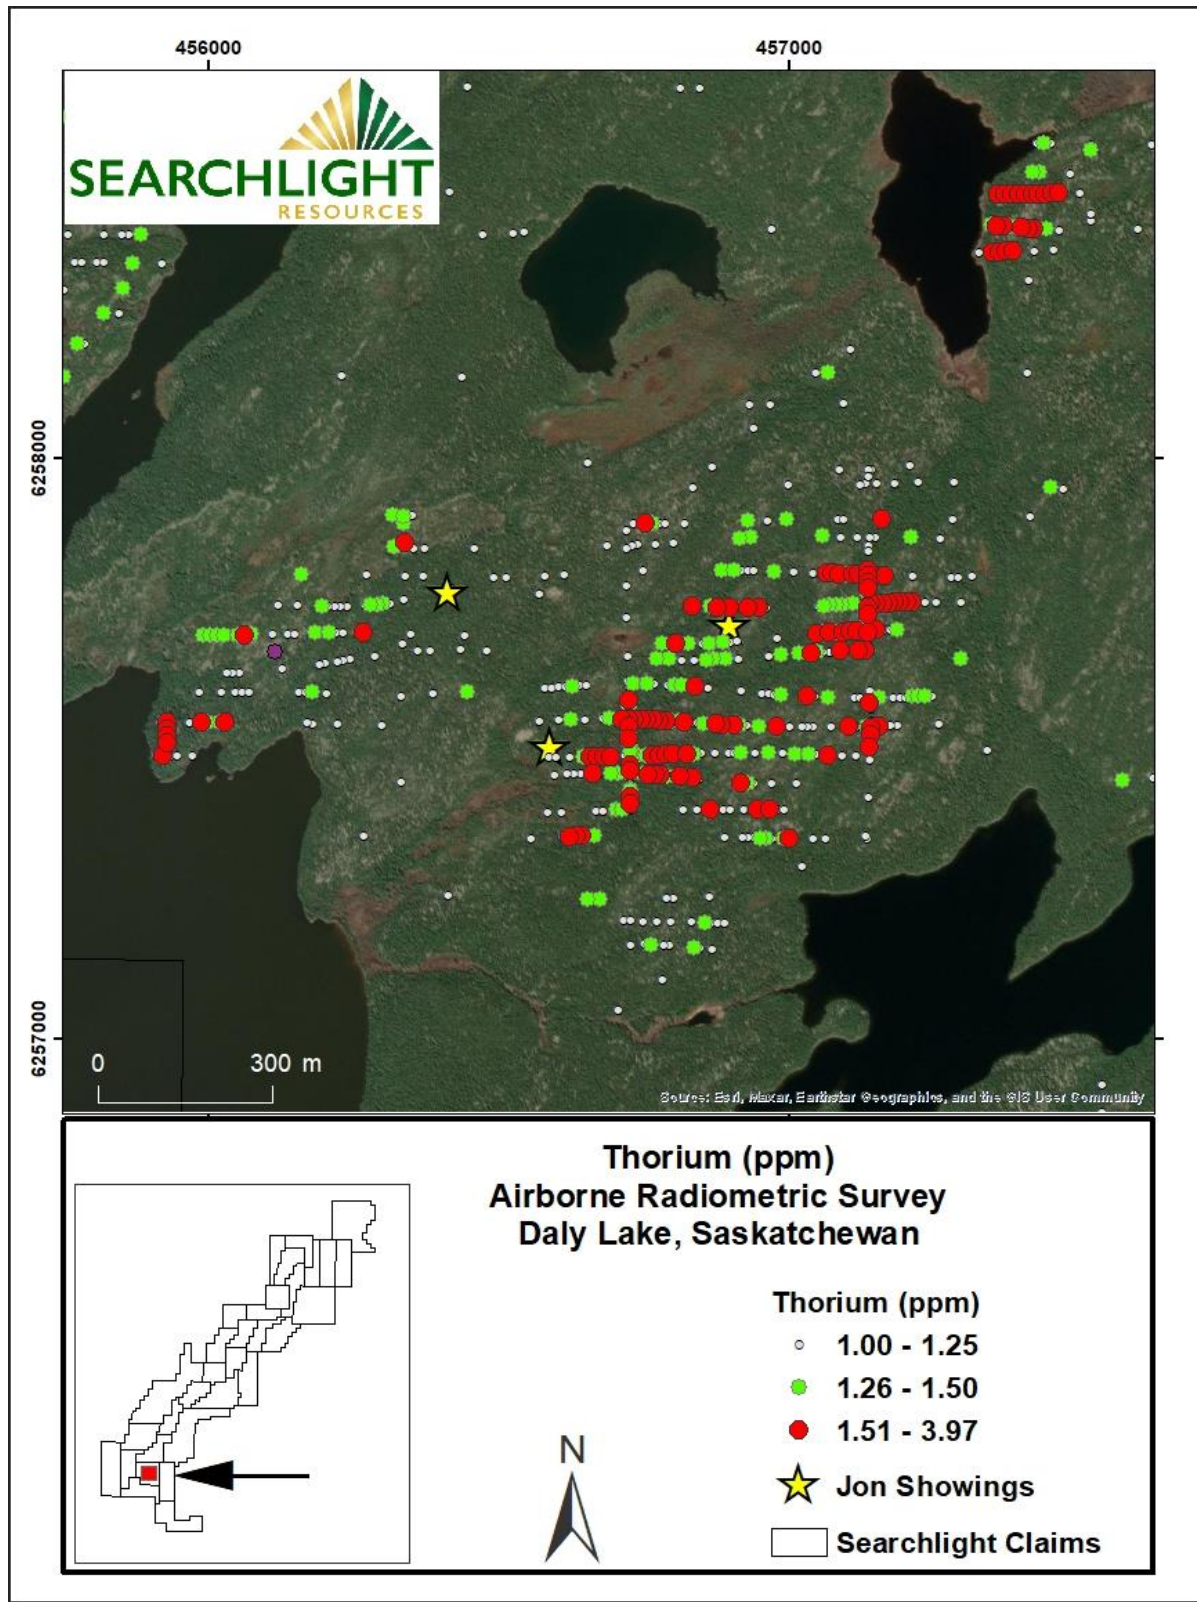 456000
457000
SEARCHLIGHT
RESOURCES
6258000
6257000
0 300 m
Source: Esri, Maxar, Earthstar Geographics, and the GIS User Community
Thorium (ppm)
Airborne Radiometric Survey
Daly Lake, Saskatchewan
Thorium (ppm)
1.00 - 1.25
1.26 - 1.50
1.51 - 3.97
N
Jon Showings
Searchlight Claims